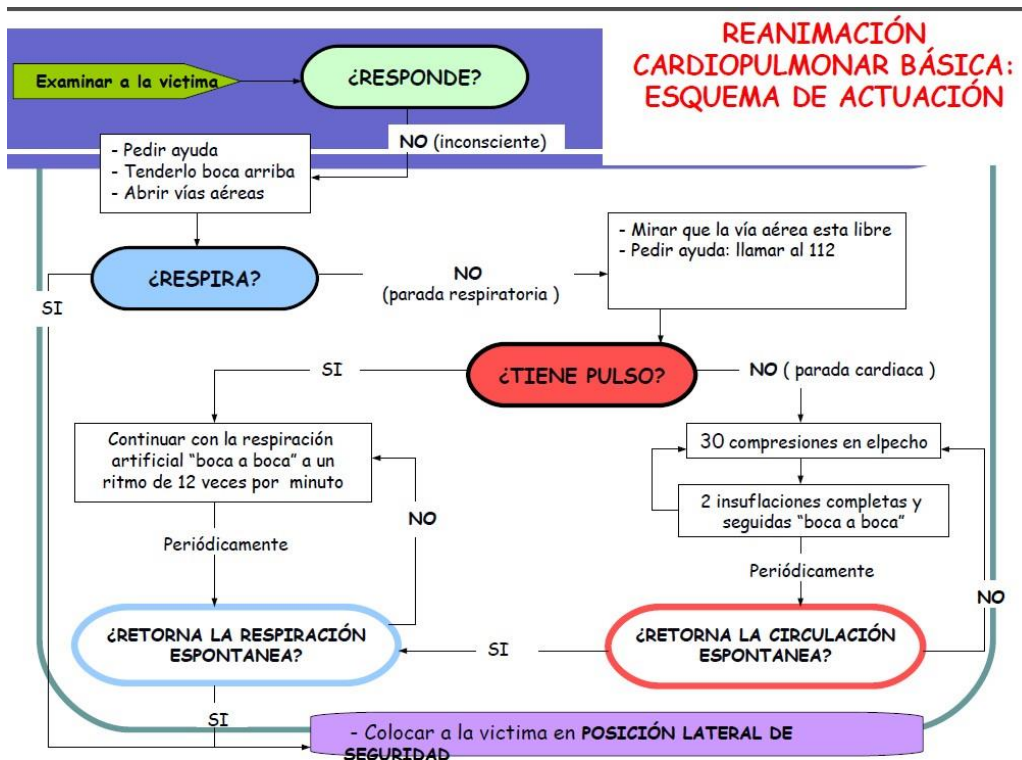 REANIMACIÓN
CARDIOPULMONAR BÁSICA:
ESQUEMA DE ACTUACIÓN
Examinar a la victima
¿RESPONDE?
NO (inconsciente)
- Pedir ayuda
- Tenderlo boca arriba
- Abrir vías aéreas
- Mirar que la vía aérea esta libre
- Pedir ayuda: llamar al 112
¿RESPIRA?
NO
(parada respiratoria )
SI
¿TIENE PULSO?
SI
NO ( parada cardiaca )
Continuar con la respiración
artificial “boca a boca” a un
ritmo de 12 veces por minuto
30 compresiones en elpecho
2 insuflaciones completas y
seguidas “boca a boca”
NO
Periódicamente
Periódicamente
NO
¿RETORNA LA RESPIRACIÓN
ESPONTANEA?
SI
¿RETORNA LA CIRCULACIÓN
ESPONTANEA?
SI
- Colocar a la victima en POSICIÓN LATERAL DE
SEGURIDAD